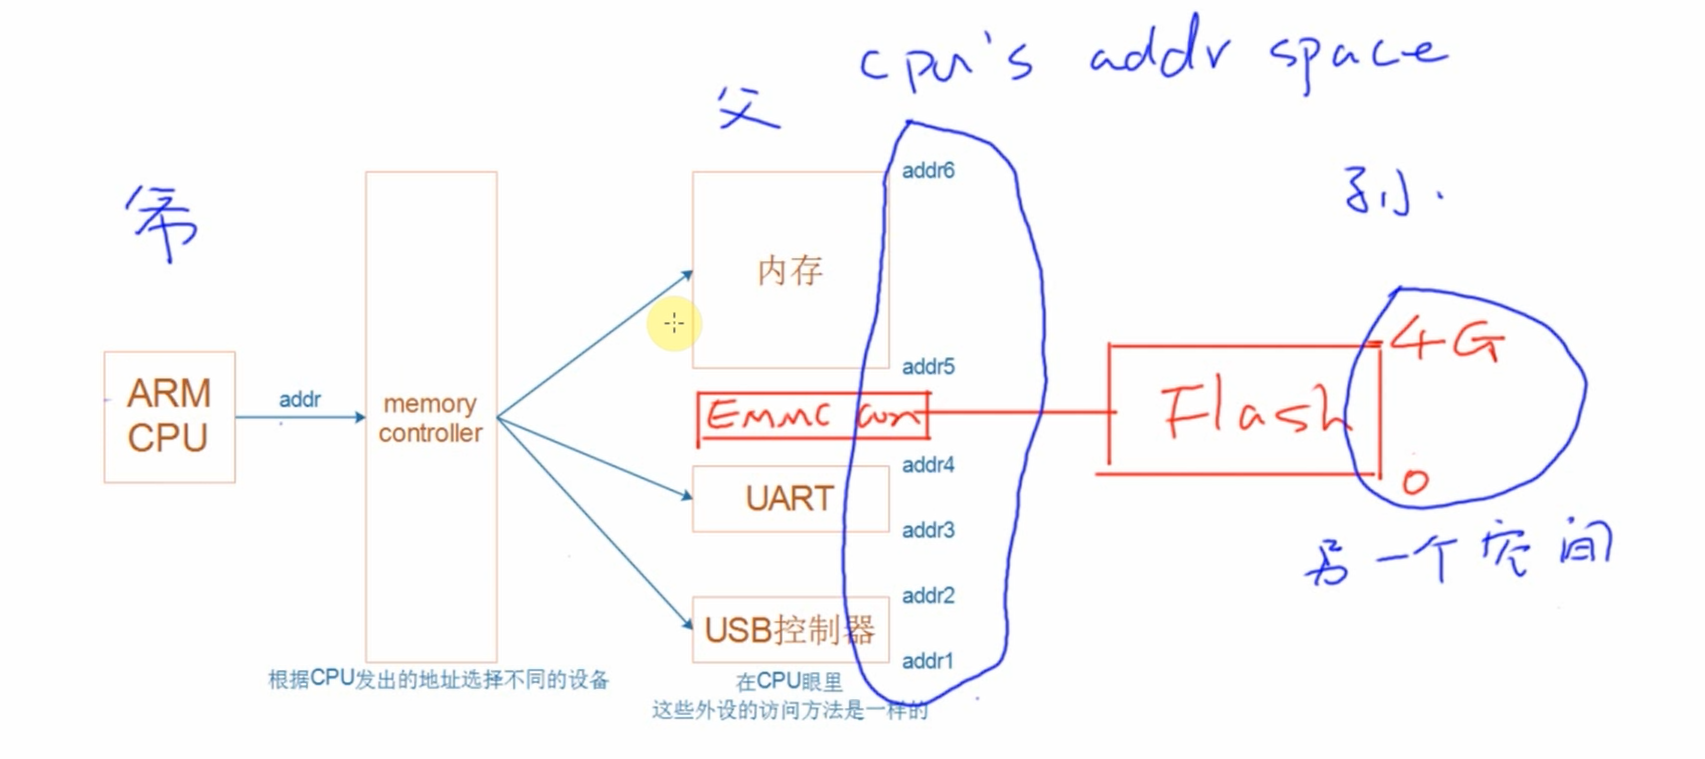 cpu's addr space
父
爷
孙.
addr6
内存
addr5
ARM
CPU
addr
memory
controller
EMMC con
Flash
4G
0
addr4
UART
addr3
另一个空间
addr2
USB控制器
addr1
根据CPU发出的地址选择不同的设备
在CPU眼里
这些外设的访问方法是一样的